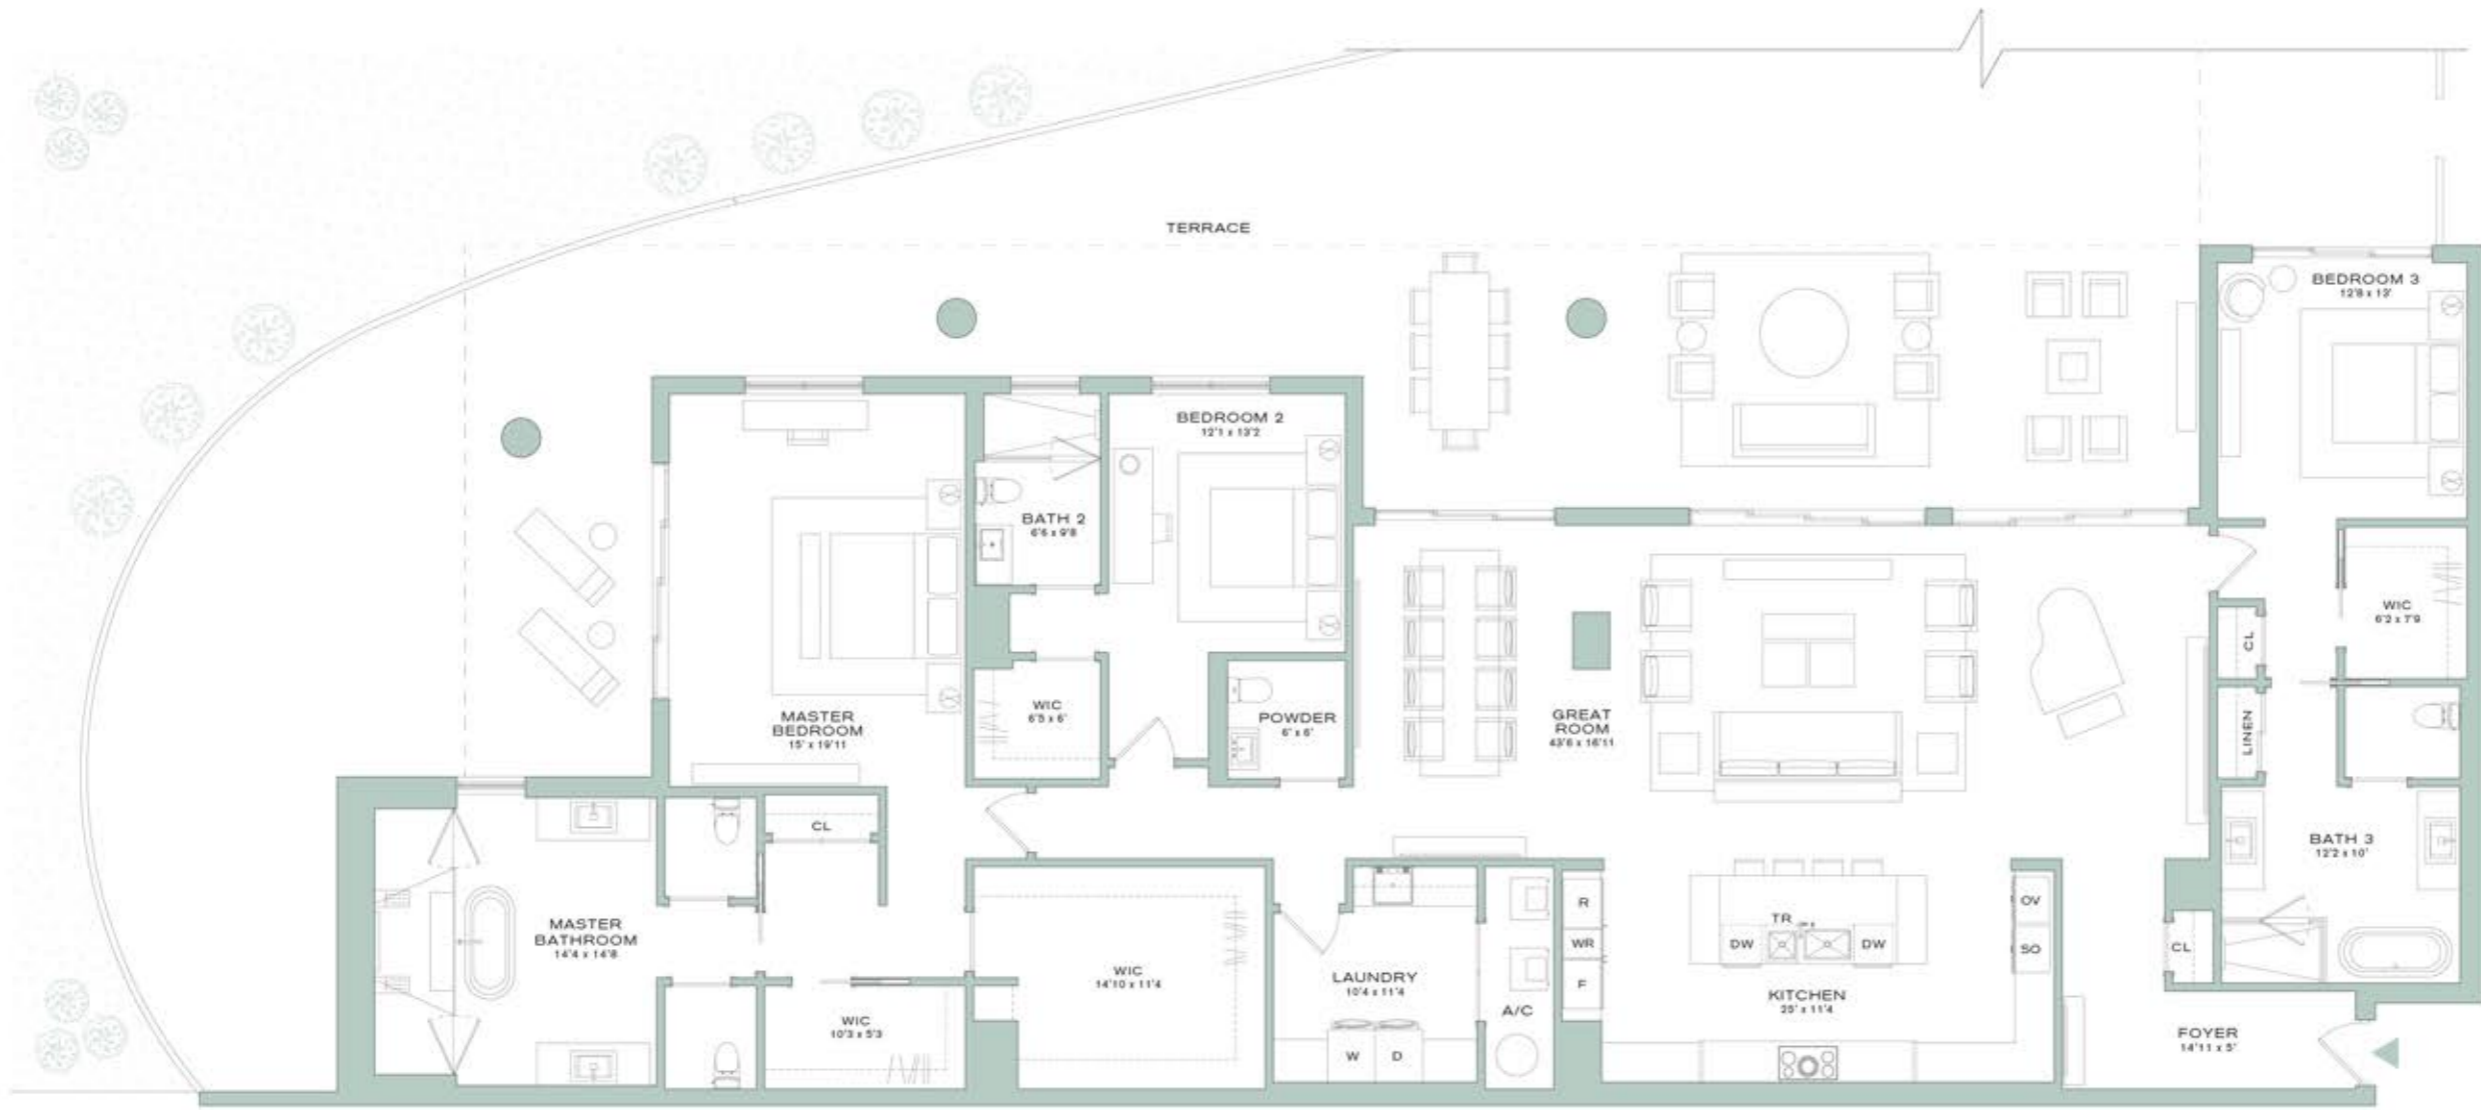 TERRACE
BEDROOM 3
12'8 x 13'
BEDROOM 2
12'1 x 13'2
BATH 2
6'6 x 9'8
WIC
6'2 x 7'9
CL
MASTER
BEDROOM
15' x 19'11
WIC
6'5 x 6'
POWDER
6' x 6'
GREAT
ROOM
43'6 x 16'11
LINEN
CL
BATH 3
12'2 x 10'
MASTER
BATHROOM
14'4 x 14'8
WIC
14'10 x 11'4
WIC
10'3 x 5'3
LAUNDRY
10'4 x 11'4
W
D
A/C
R
WR
F
TR
DW
DW
KITCHEN
25' x 11'4
OV
SO
CL
FOYER
14'11 x 5'